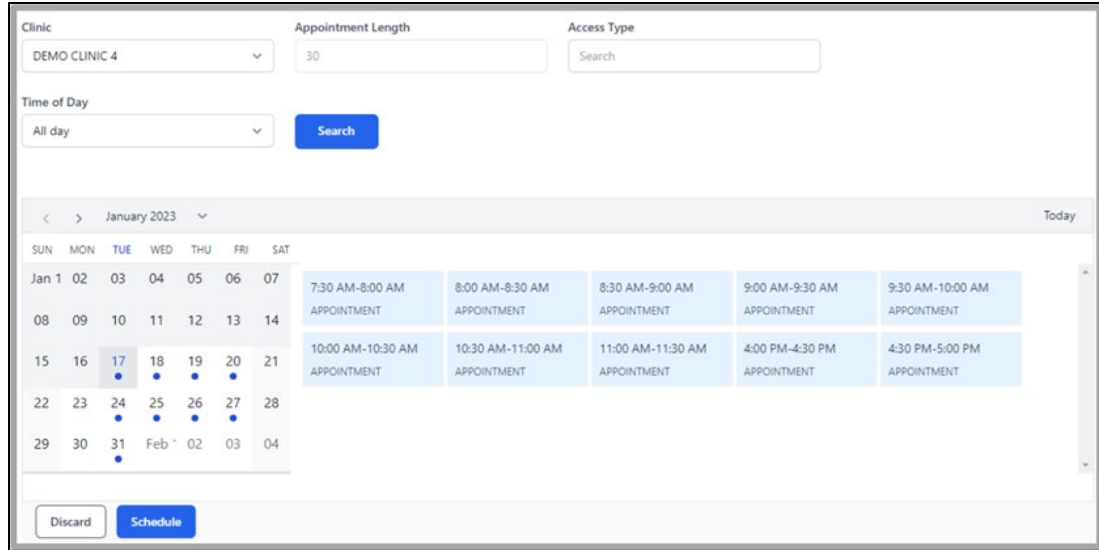 Clinic Appointment Length Access Type
DEMO CLINIC 4 30 Search
Time of Day
All day Search
January 2023 Today
SUN MON TUE WED THU FRI SAT
Jan 1 02 03 04 05 06 07
7:30 AM-8:00 AM 8:00 AM-8:30 AM 8:30 AM-9:00 AM 9:00 AM-9:30 AM 9:30 AM-10:00 AM
APPOINTMENT APPOINTMENT APPOINTMENT APPOINTMENT APPOINTMENT
08 09 10 11 12 13 14
10:00 AM-10:30 AM 10:30 AM-11:00 AM 11:00 AM-11:30 AM 4:00 PM-4:30 PM 4:30 PM-5:00 PM
15 16 17 18 19 20 21
APPOINTMENT APPOINTMENT APPOINTMENT APPOINTMENT APPOINTMENT
22 23 24 25 26 27 28
29 30 31 Feb 02 03 04
Discard Schedule